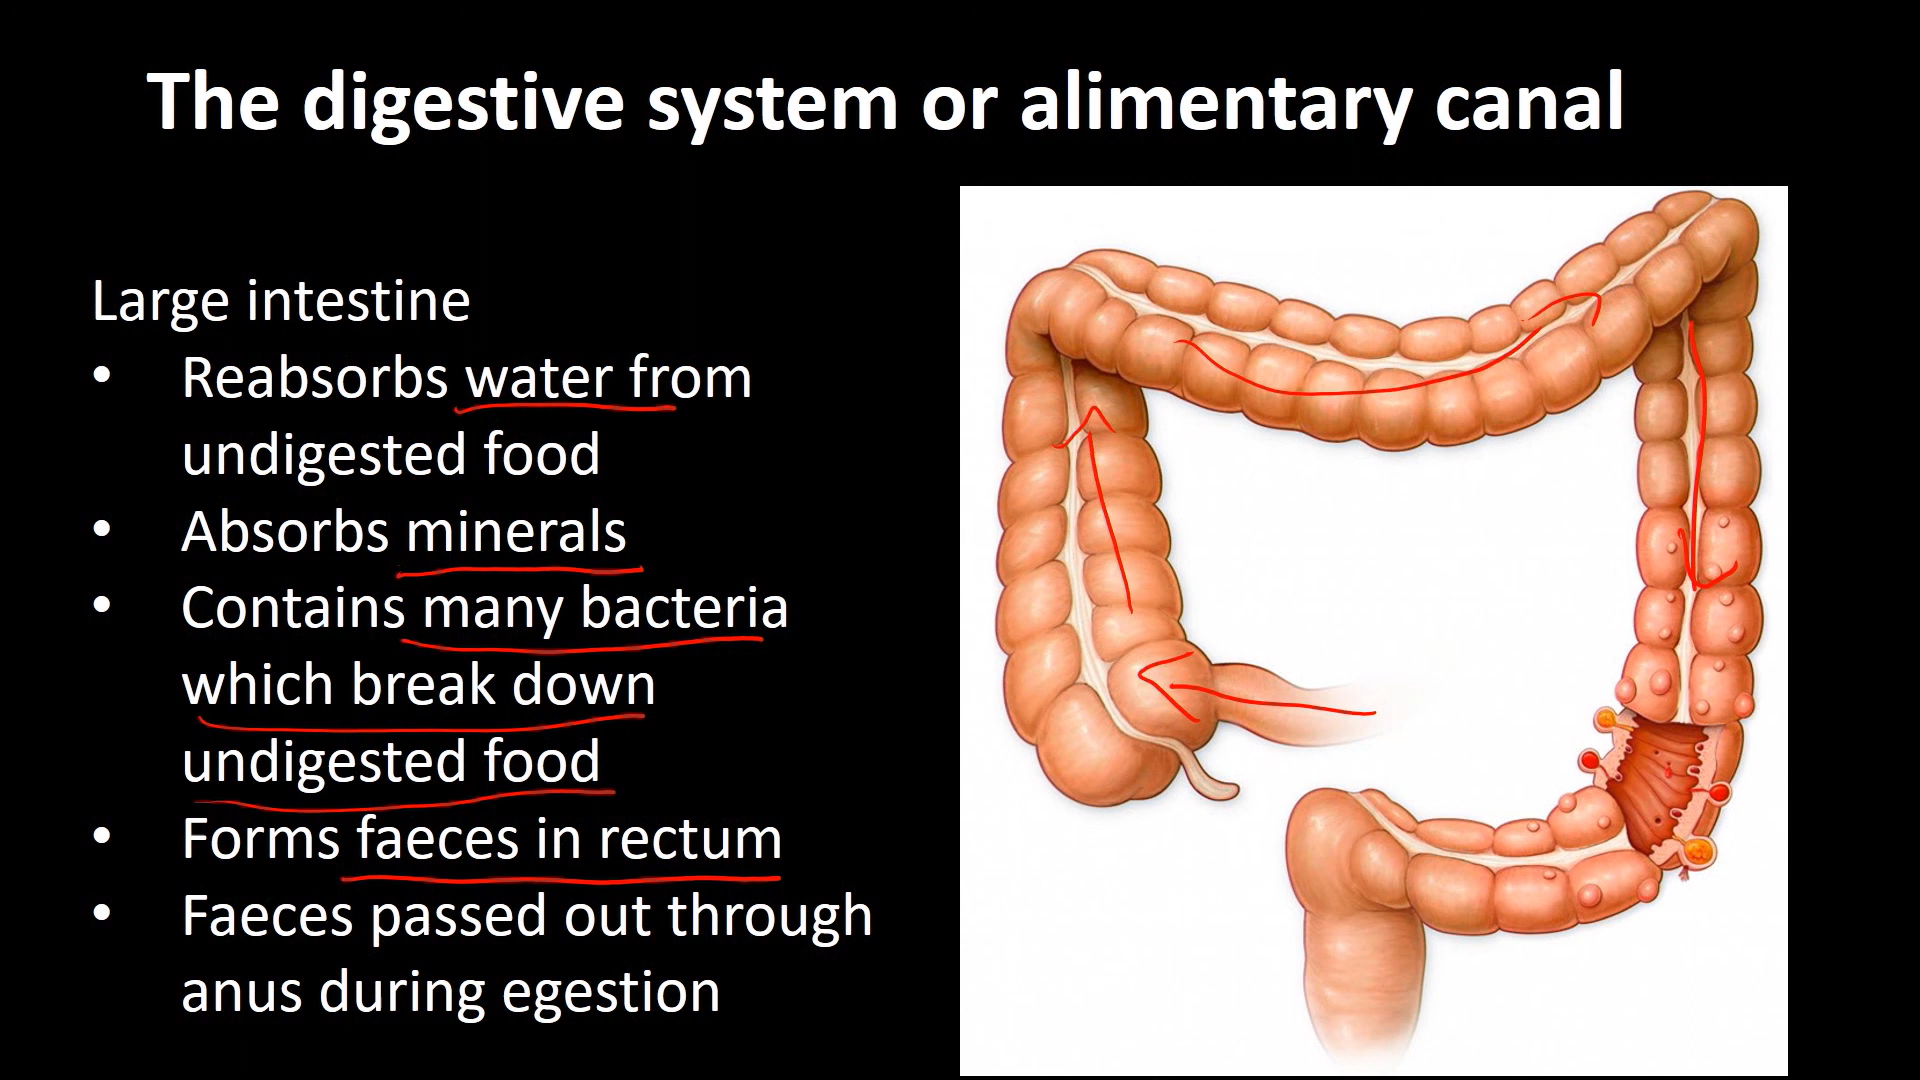 The digestive system or alimentary canal
Large intestine
• Reabsorbs water from
undigested food
• Absorbs minerals
• Contains many bacteria
which break down
undigested food
• Forms faeces in rectum
• Faeces passed out through
anus during egestion